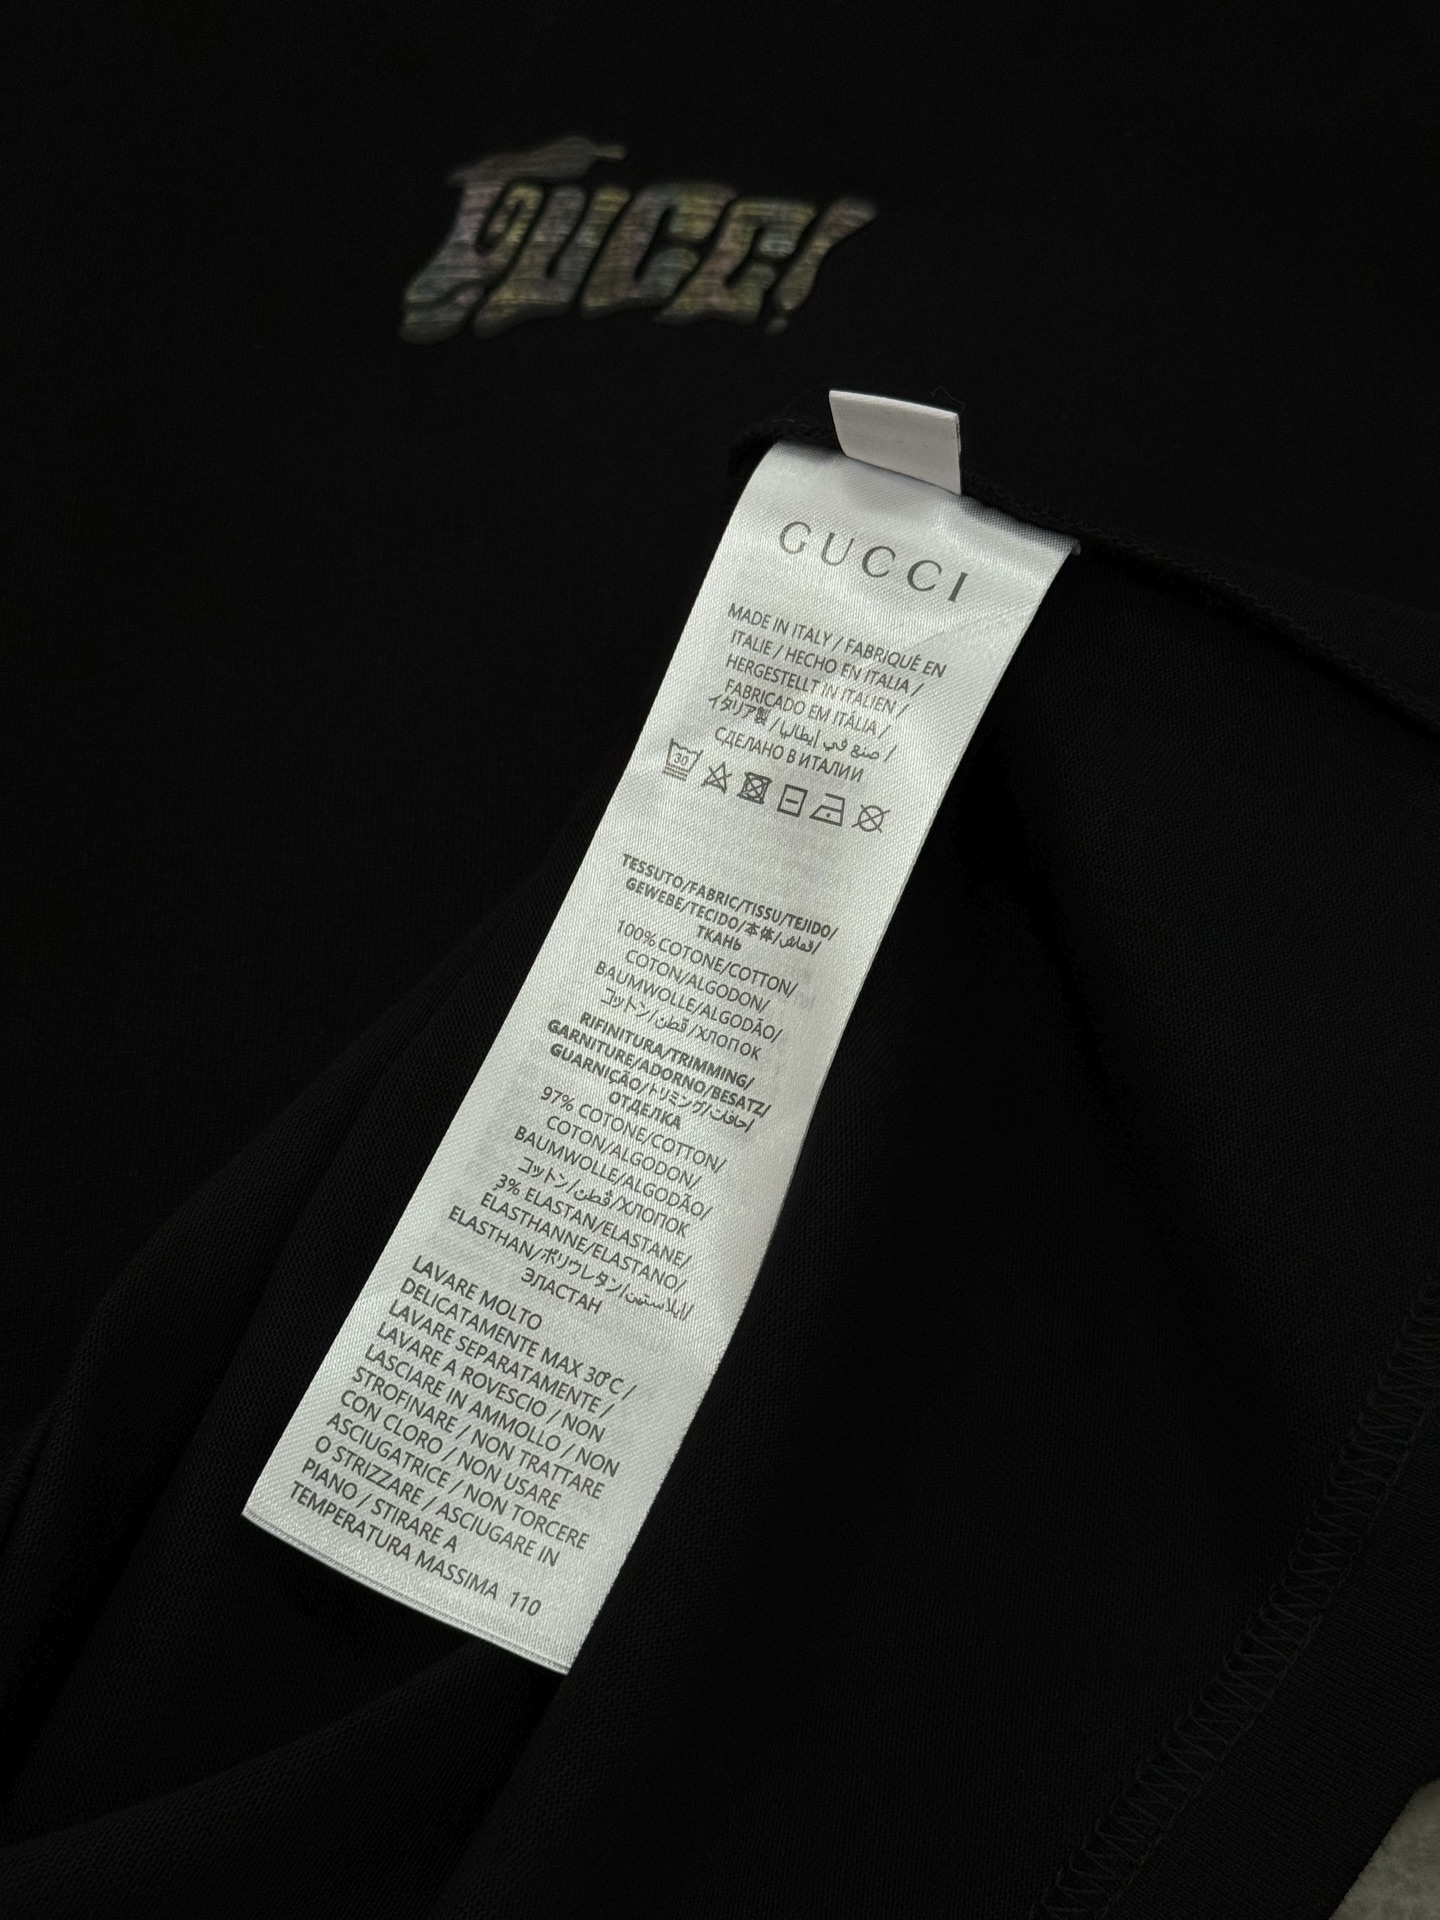 GUCCI
GUCCI
MADE IN ITALY / FABRIQUÉ EN
ITALIE / HECHO EN ITALIA /
HERGESTELLT IN ITALIEN /
FABRICADO EM ITÁLIA /
イタリア製 / صنع في إيطاليا /
СДЕЛАНО В ИТАЛИИ
30
TESSUTO/FABRIC/TISSU/TEJIDO/
GEWEBE/TECIDO/本体/قماش/
ТКАНЬ
100% COTONE/COTTON/
COTON/ALGODON/
BAUMWOLLE/ALGODÃO/
コットン/قطن/ХЛОПОК
RIFINITURA/TRIMMING/
GARNITURE/ADORNO/BESATZ/
GUARNIÇÃO/トリミング/حافات/
ОТДЕЛКА
97% COTONE/COTTON/
COTON/ALGODON/
BAUMWOLLE/ALGODÃO/
コットン/قطن/ХЛОПОК
3% ELASTAN/ELASTANE/
ELASTHANNE/ELASTANO/
ELASTHAN/ポリウレタン/إيلاستين/
ЭЛАСТАН
LAVARE MOLTO
DELICATAMENTE MAX 30°C /
LAVARE SEPARATAMENTE /
LAVARE A ROVESCIO / NON
LASCIARE IN AMMOLLO / NON
STROFINARE / NON TRATTARE
CON CLORO / NON USARE
ASCIUGATRICE / NON TORCERE
O STRIZZARE / ASCIUGARE IN
PIANO / STIRARE A
TEMPERATURA MASSIMA 110